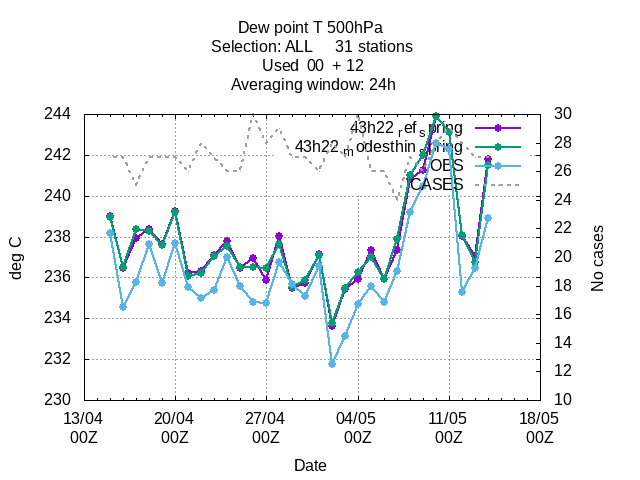 Dew point T 500hPa
Selection: ALL 31 stations
Used 00 + 12
Averaging window: 24h
244
242
240
238
236
234
232
230
deg C
30
28
26
24
22
20
18
16
14
12
10
No cases
43h22ref_spring
43h22modesthin_spring
OBS
CASES
13/04 20/04 27/04 04/05 11/05 18/05
00Z 00Z 00Z 00Z 00Z 00Z
Date